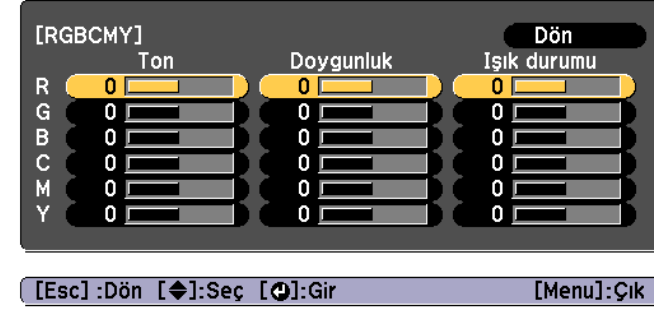 [RGBCMY] Dön
Ton Doygunluk Işık durumu
R 0 0 0
G 0 0 0
B 0 0 0
C 0 0 0
M 0 0 0
Y 0 0 0
[Esc] :Dön [◆]:Seç [↵]:Gir [Menu]:Çık